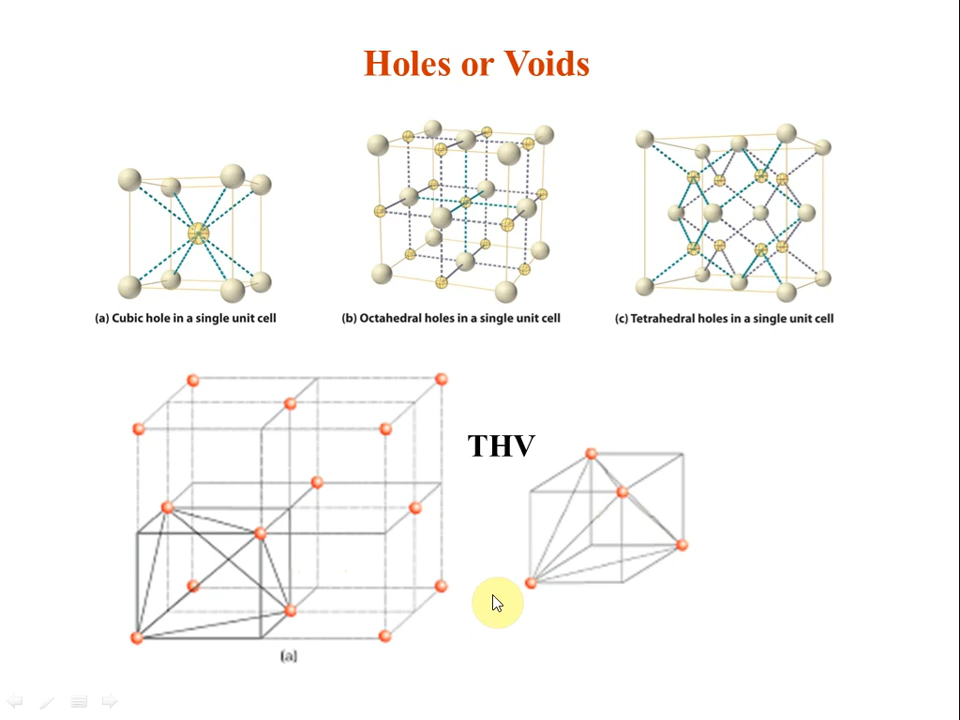 Holes or Voids
(a) Cubic hole in a single unit cell
(b) Octahedral holes in a single unit cell
(c) Tetrahedral holes in a single unit cell
THV
(a)